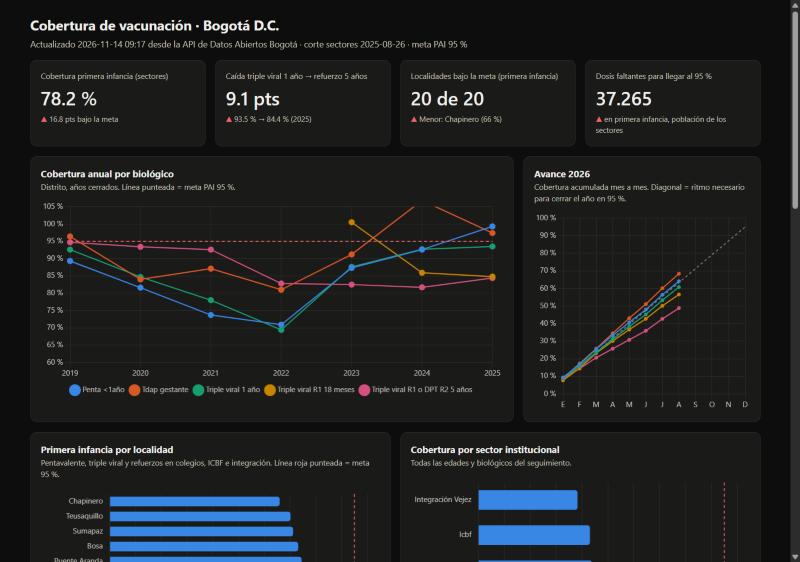 Cobertura de vacunación · Bogotá D.C.
Actualizado 2026-11-14 09:17 desde la API de Datos Abiertos Bogotá · corte sectores 2025-08-26 · meta PAI 95 %
Cobertura primera infancia (sectores)
78.2 %
▲ 16.8 pts bajo la meta
Caída triple viral 1 año → refuerzo 5 años
9.1 pts
▲ 93.5 % → 84.4 % (2025)
Localidades bajo la meta (primera infancia)
20 de 20
▲ Menor: Chapinero (66 %)
Dosis faltantes para llegar al 95 %
37.265
▲ en primera infancia, población de los
sectores
Cobertura anual por biológico
Distrito, años cerrados. Línea punteada = meta PAI 95 %.
105 %
100 %
95 %
90 %
85 %
80 %
75 %
70 %
65 %
60 %
2019 2020 2021 2022 2023 2024 2025
Penta <1año Tdap gestante Triple viral 1 año Triple viral R1 18 meses Triple viral R1 o DPT R2 5 años
Avance 2026
Cobertura acumulada mes a mes. Diagonal = ritmo necesario
para cerrar el año en 95 %.
100 %
90 %
80 %
70 %
60 %
50 %
40 %
30 %
20 %
10 %
0 %
E F M A M J J A S O N D
Primera infancia por localidad
Pentavalente, triple viral y refuerzos en colegios, ICBF e integración. Línea roja punteada = meta
95 %.
Chapinero
Teusaquillo
Sumapaz
Bosa
Puente Aranda
Cobertura por sector institucional
Todas las edades y biológicos del seguimiento.
Integración Vejez
Icbf